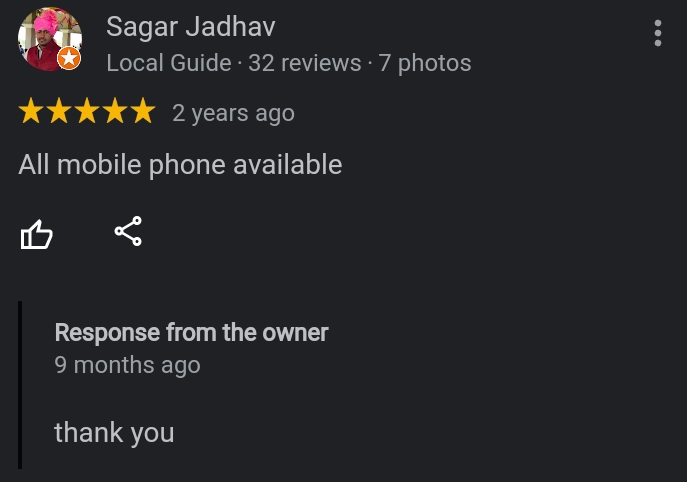 Sagar Jadhav
Local Guide · 32 reviews · 7 photos
2 years ago
All mobile phone available
Response from the owner
9 months ago
thank you